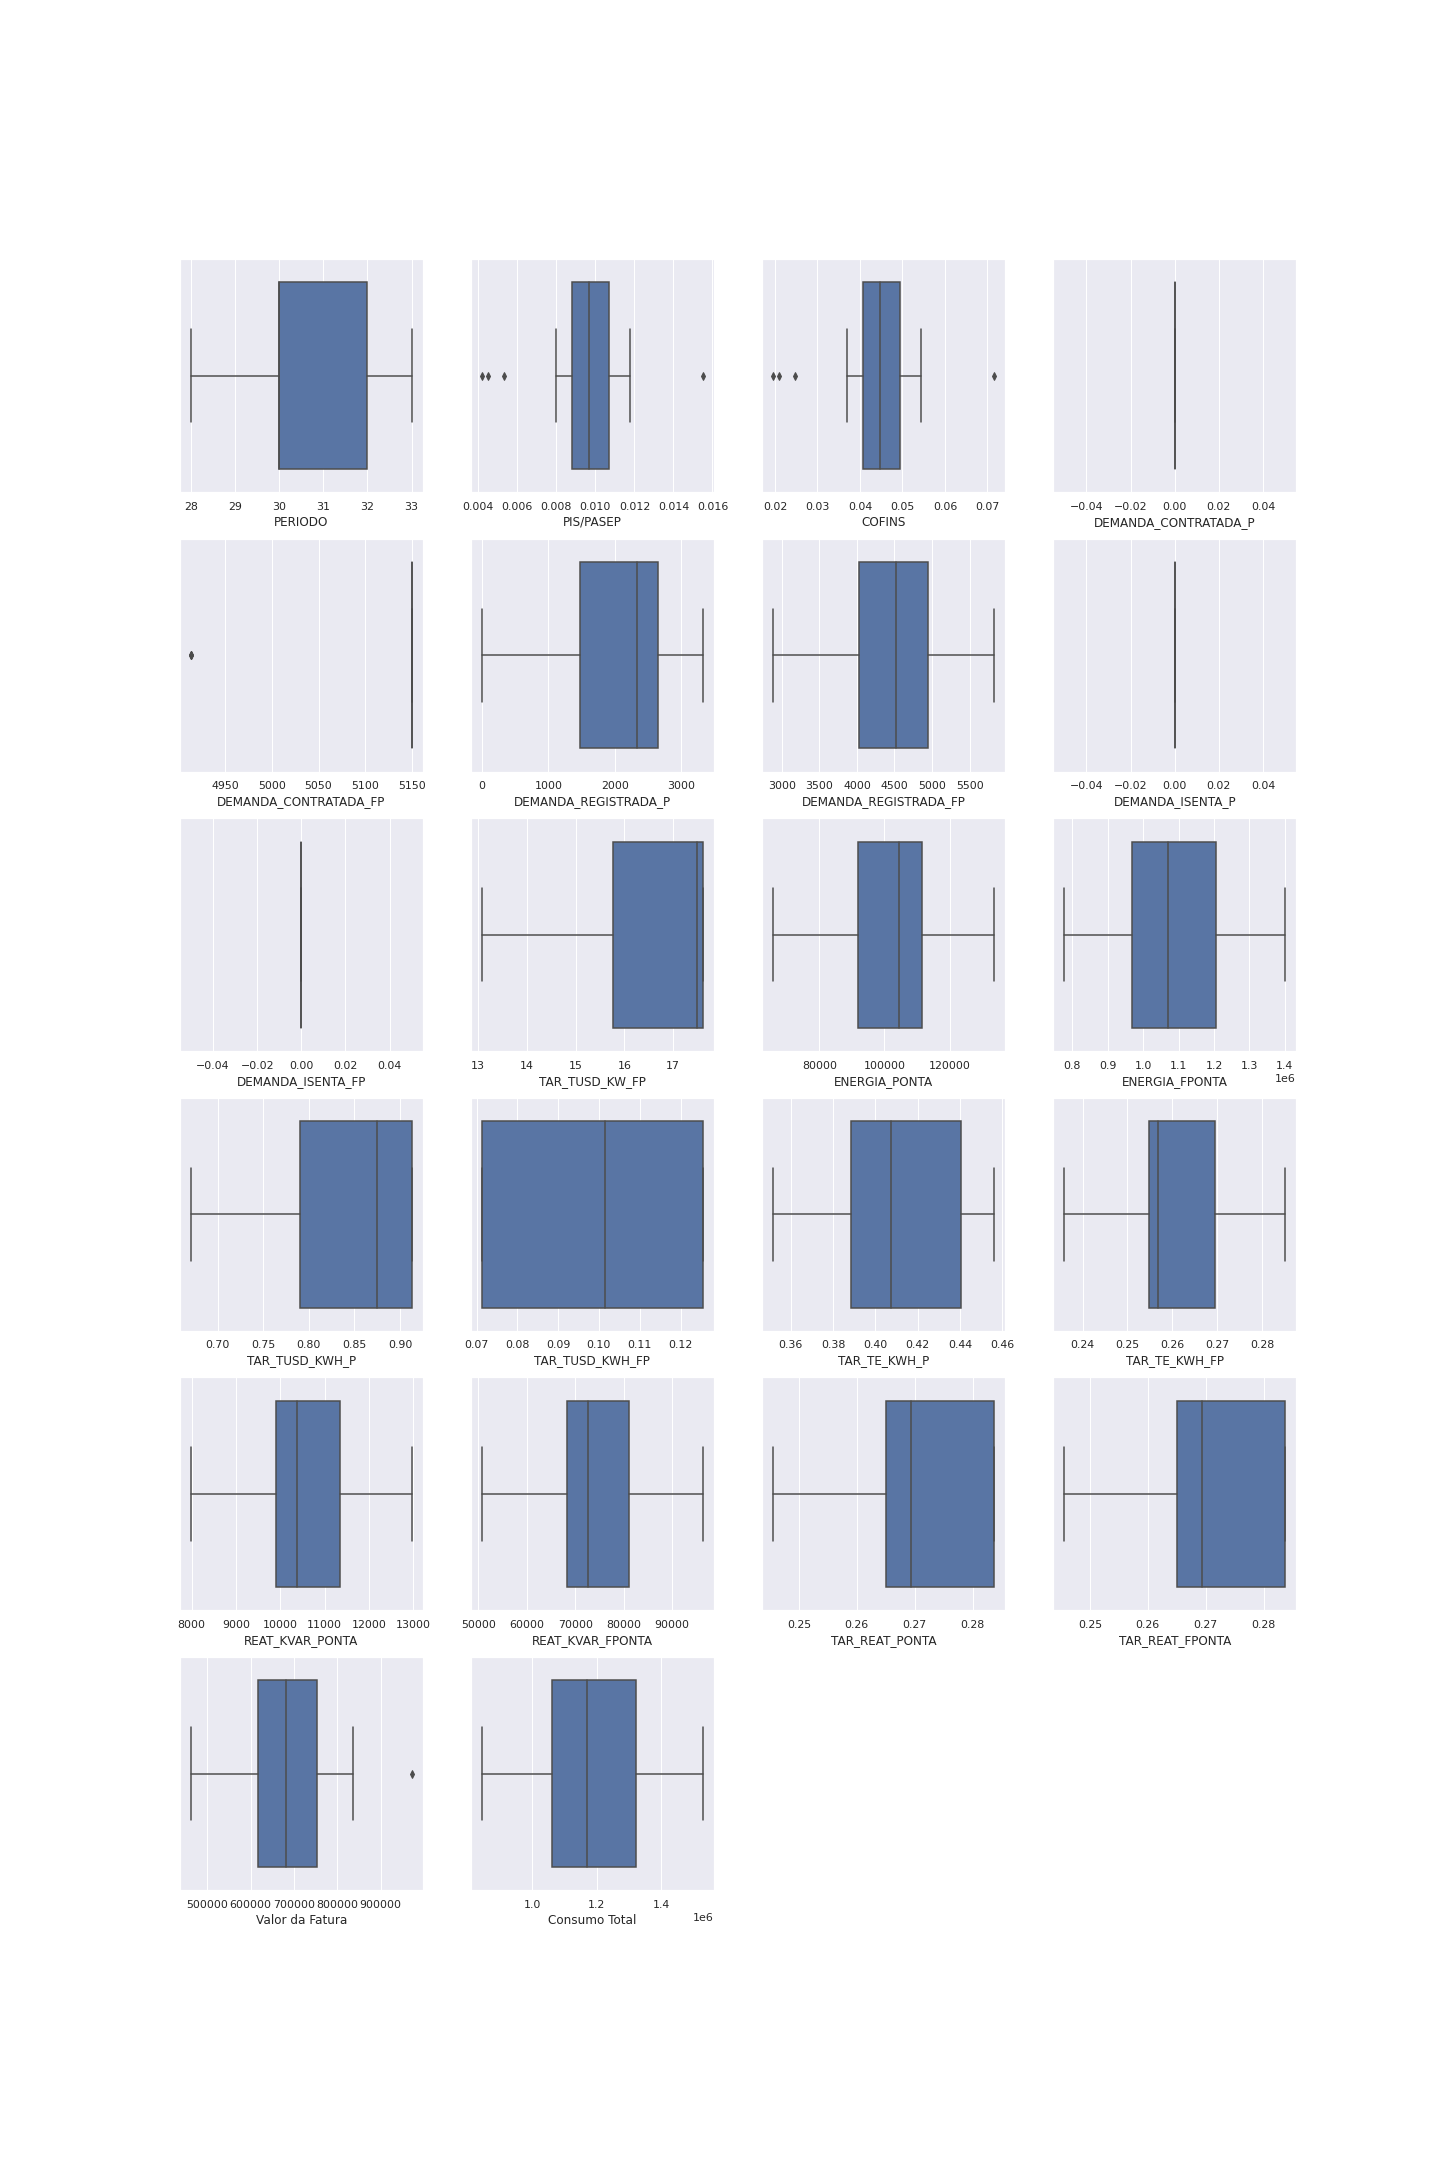 28 29 30 31 32 33
PERIODO
0.004 0.006 0.008 0.010 0.012 0.014 0.016
PIS/PASEP
0.02 0.03 0.04 0.05 0.06 0.07
COFINS
−0.04 −0.02 0.00 0.02 0.04
DEMANDA_CONTRATADA_P
4950 5000 5050 5100 5150
DEMANDA_CONTRATADA_FP
0 1000 2000 3000
DEMANDA_REGISTRADA_P
3000 3500 4000 4500 5000 5500
DEMANDA_REGISTRADA_FP
−0.04 −0.02 0.00 0.02 0.04
DEMANDA_ISENTA_P
−0.04 −0.02 0.00 0.02 0.04
DEMANDA_ISENTA_FP
13 14 15 16 17
TAR_TUSD_KW_FP
80000 100000 120000
ENERGIA_PONTA
0.8 0.9 1.0 1.1 1.2 1.3 1.4
1e6
ENERGIA_FPONTA
0.70 0.75 0.80 0.85 0.90
TAR_TUSD_KWH_P
0.07 0.08 0.09 0.10 0.11 0.12
TAR_TUSD_KWH_FP
0.36 0.38 0.40 0.42 0.44 0.46
TAR_TE_KWH_P
0.24 0.25 0.26 0.27 0.28
TAR_TE_KWH_FP
8000 9000 10000 11000 12000 13000
REAT_KVAR_PONTA
50000 60000 70000 80000 90000
REAT_KVAR_FPONTA
0.25 0.26 0.27 0.28
TAR_REAT_PONTA
0.25 0.26 0.27 0.28
TAR_REAT_FPONTA
500000 600000 700000 800000 900000
Valor da Fatura
1.0 1.2 1.4
1e6
Consumo Total